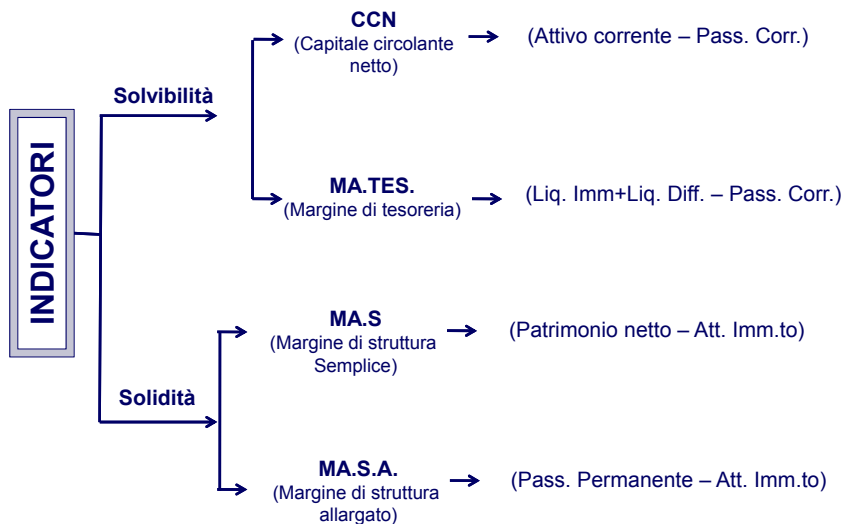 INDICATORI
Solvibilità
CCN
(Capitale circolante
netto)
(Attivo corrente – Pass. Corr.)
MA.TES.
(Margine di tesoreria)
(Liq. Imm+Liq. Diff. – Pass. Corr.)
Solidità
MA.S
(Margine di struttura
Semplice)
(Patrimonio netto – Att. Imm.to)
MA.S.A.
(Margine di struttura
allargato)
(Pass. Permanente – Att. Imm.to)